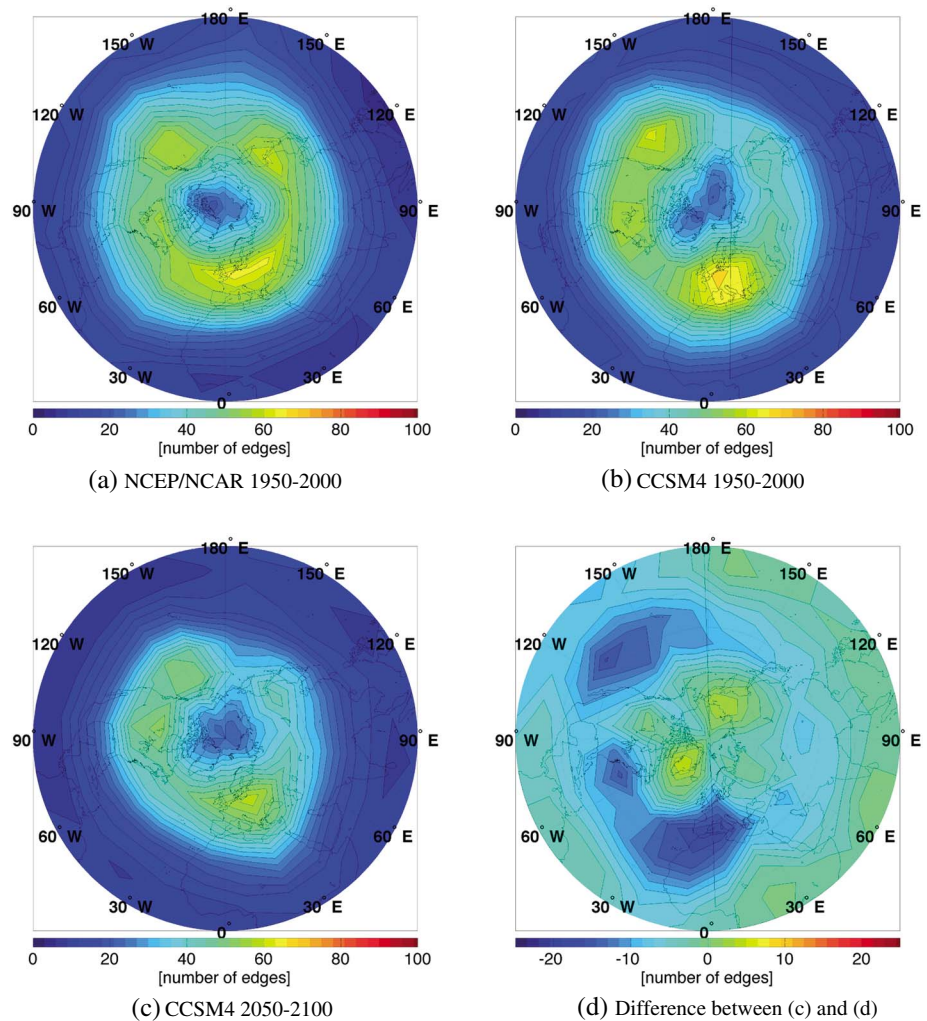 180° E
150° W
150° E
120° W
120° E
90° W
90° E
60° W
60° E
30° W
30° E
0°
0 20 40 60 80 100
[number of edges]
(a) NCEP/NCAR 1950-2000
180° E
150° W
150° E
120° W
120° E
90° W
90° E
60° W
60° E
30° W
30° E
0°
0 20 40 60 80 100
[number of edges]
(b) CCSM4 1950-2000
180° E
150° W
150° E
120° W
120° E
90° W
90° E
60° W
60° E
30° W
30° E
0°
0 20 40 60 80 100
[number of edges]
(c) CCSM4 2050-2100
180° E
150° W
150° E
120° W
120° E
90° W
90° E
60° W
60° E
30° W
30° E
0°
-20 -10 0 10 20
[number of edges]
(d) Difference between (c) and (d)